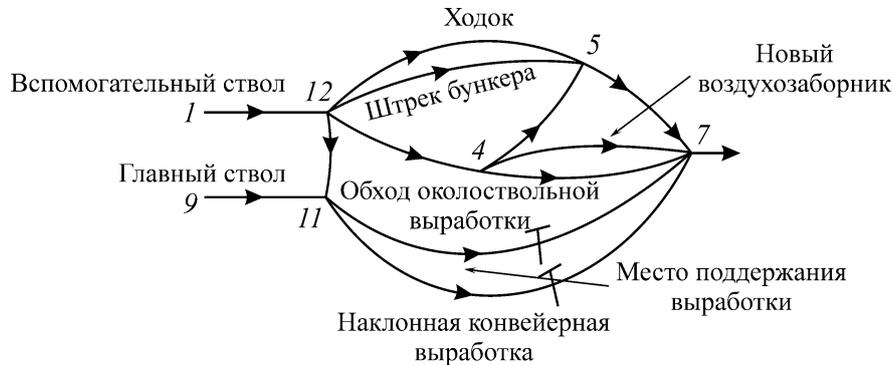 Ходок
5
Новый
воздухозаборник
Вспомогательный ствол
12
1
Штрек бункера
4
7
Главный ствол
9
11
Обход околоствольной
выработки
Место поддержания
выработки
Наклонная конвейерная
выработка